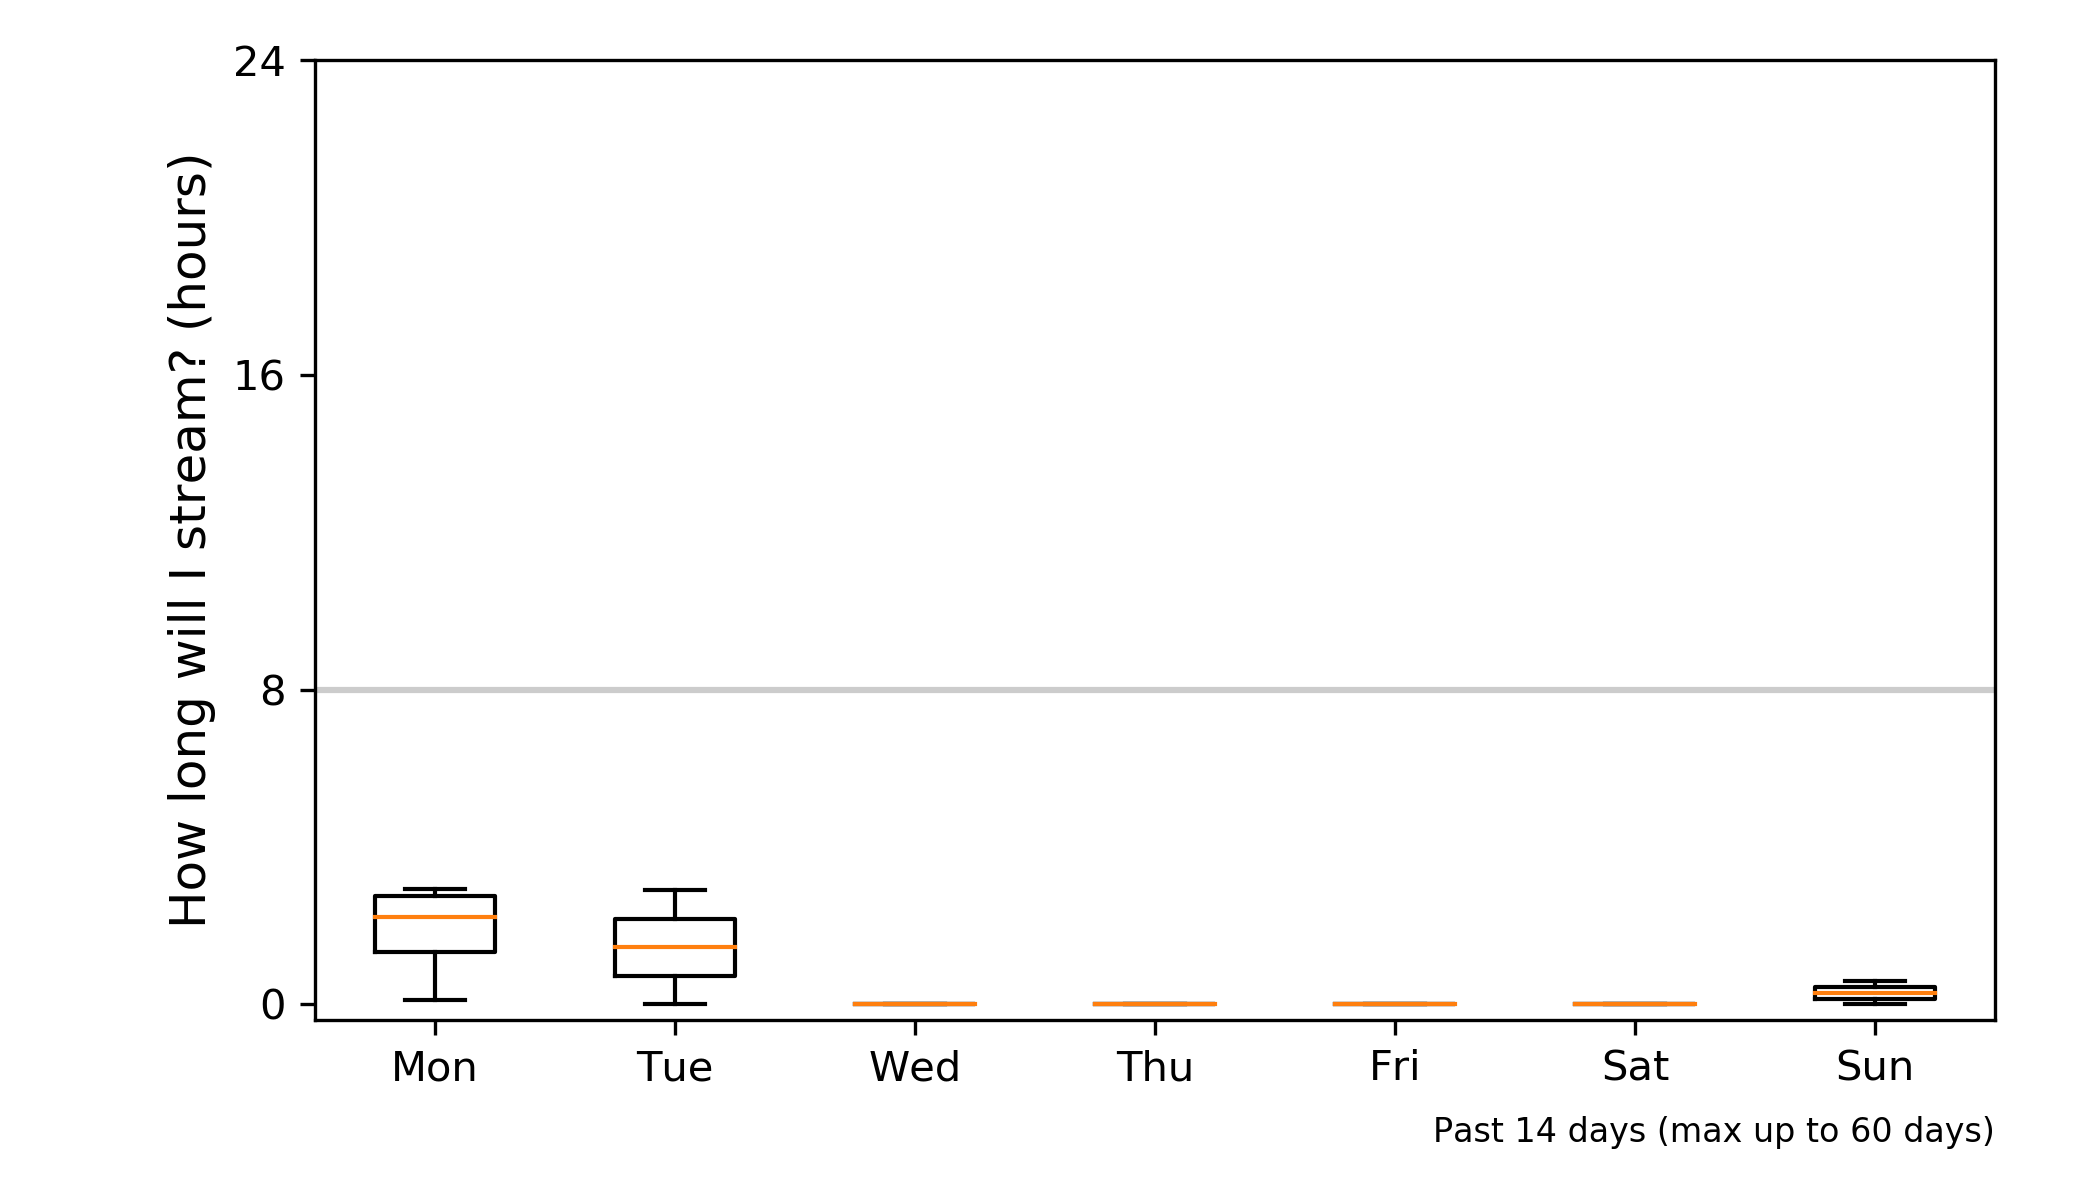 How long will I stream? (hours)
24
16
8
0
Mon Tue Wed Thu Fri Sat Sun
Past 14 days (max up to 60 days)